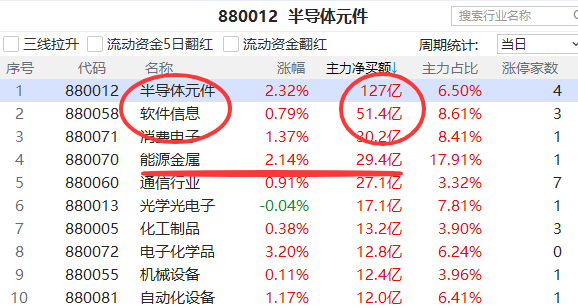 880012 半导体元件
搜索行业名称
三线拉升 流动资金5日翻红 流动资金翻红 周期统计: 当日
序号 代码 名称 涨幅 主力净买额↓ 主力占比 涨停家数
1 880012 半导体元件 2.32% 127亿 6.50% 4
2 880058 软件信息 0.79% 51.4亿 8.61% 3
3 880071 消费电子 1.37% 30.2亿 8.41% 1
4 880070 能源金属 2.14% 29.4亿 17.91% 1
5 880060 通信行业 0.91% 27.1亿 3.32% 7
6 880013 光学光电子 -0.04% 17.1亿 7.81% 1
7 880005 化工制品 0.38% 13.2亿 3.90% 3
8 880072 电子化学品 3.20% 12.8亿 6.24% 0
9 880055 机械设备 0.11% 12.4亿 3.96% 1
10 880081 自动化设备 1.17% 12.0亿 6.41% 1